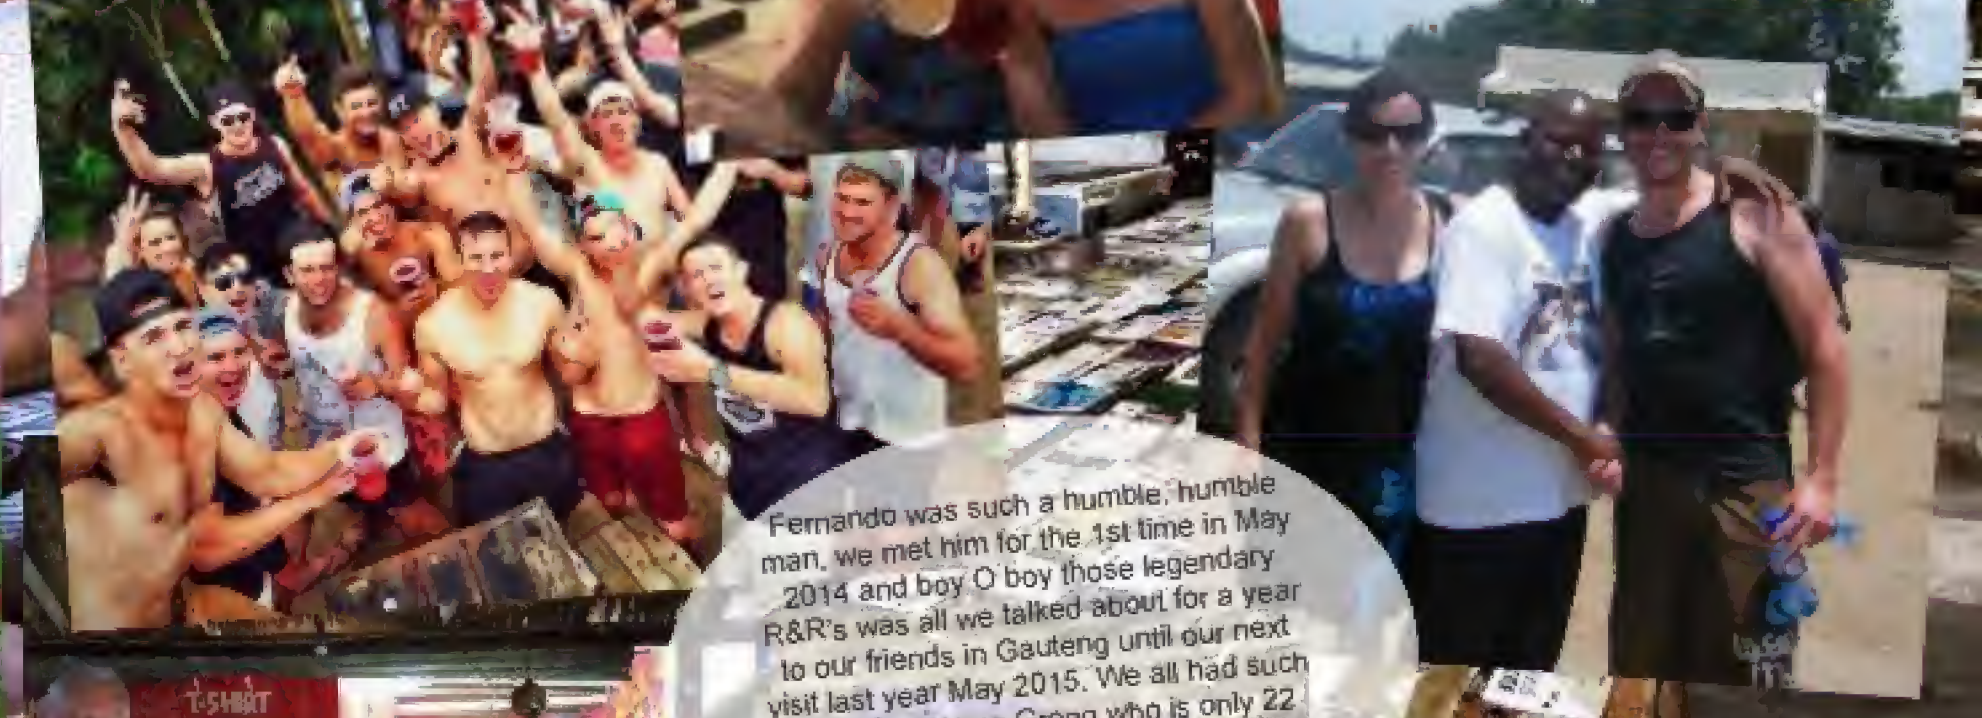 Fernando was such a humble, humble
man, we met him for the 1st time in May
2014 and boy O boy those legendary
R&R's was all we talked about for a year
to our friends in Gauteng until our next
visit last year May 2015. We all had such
who is only 22
T-SHIRT